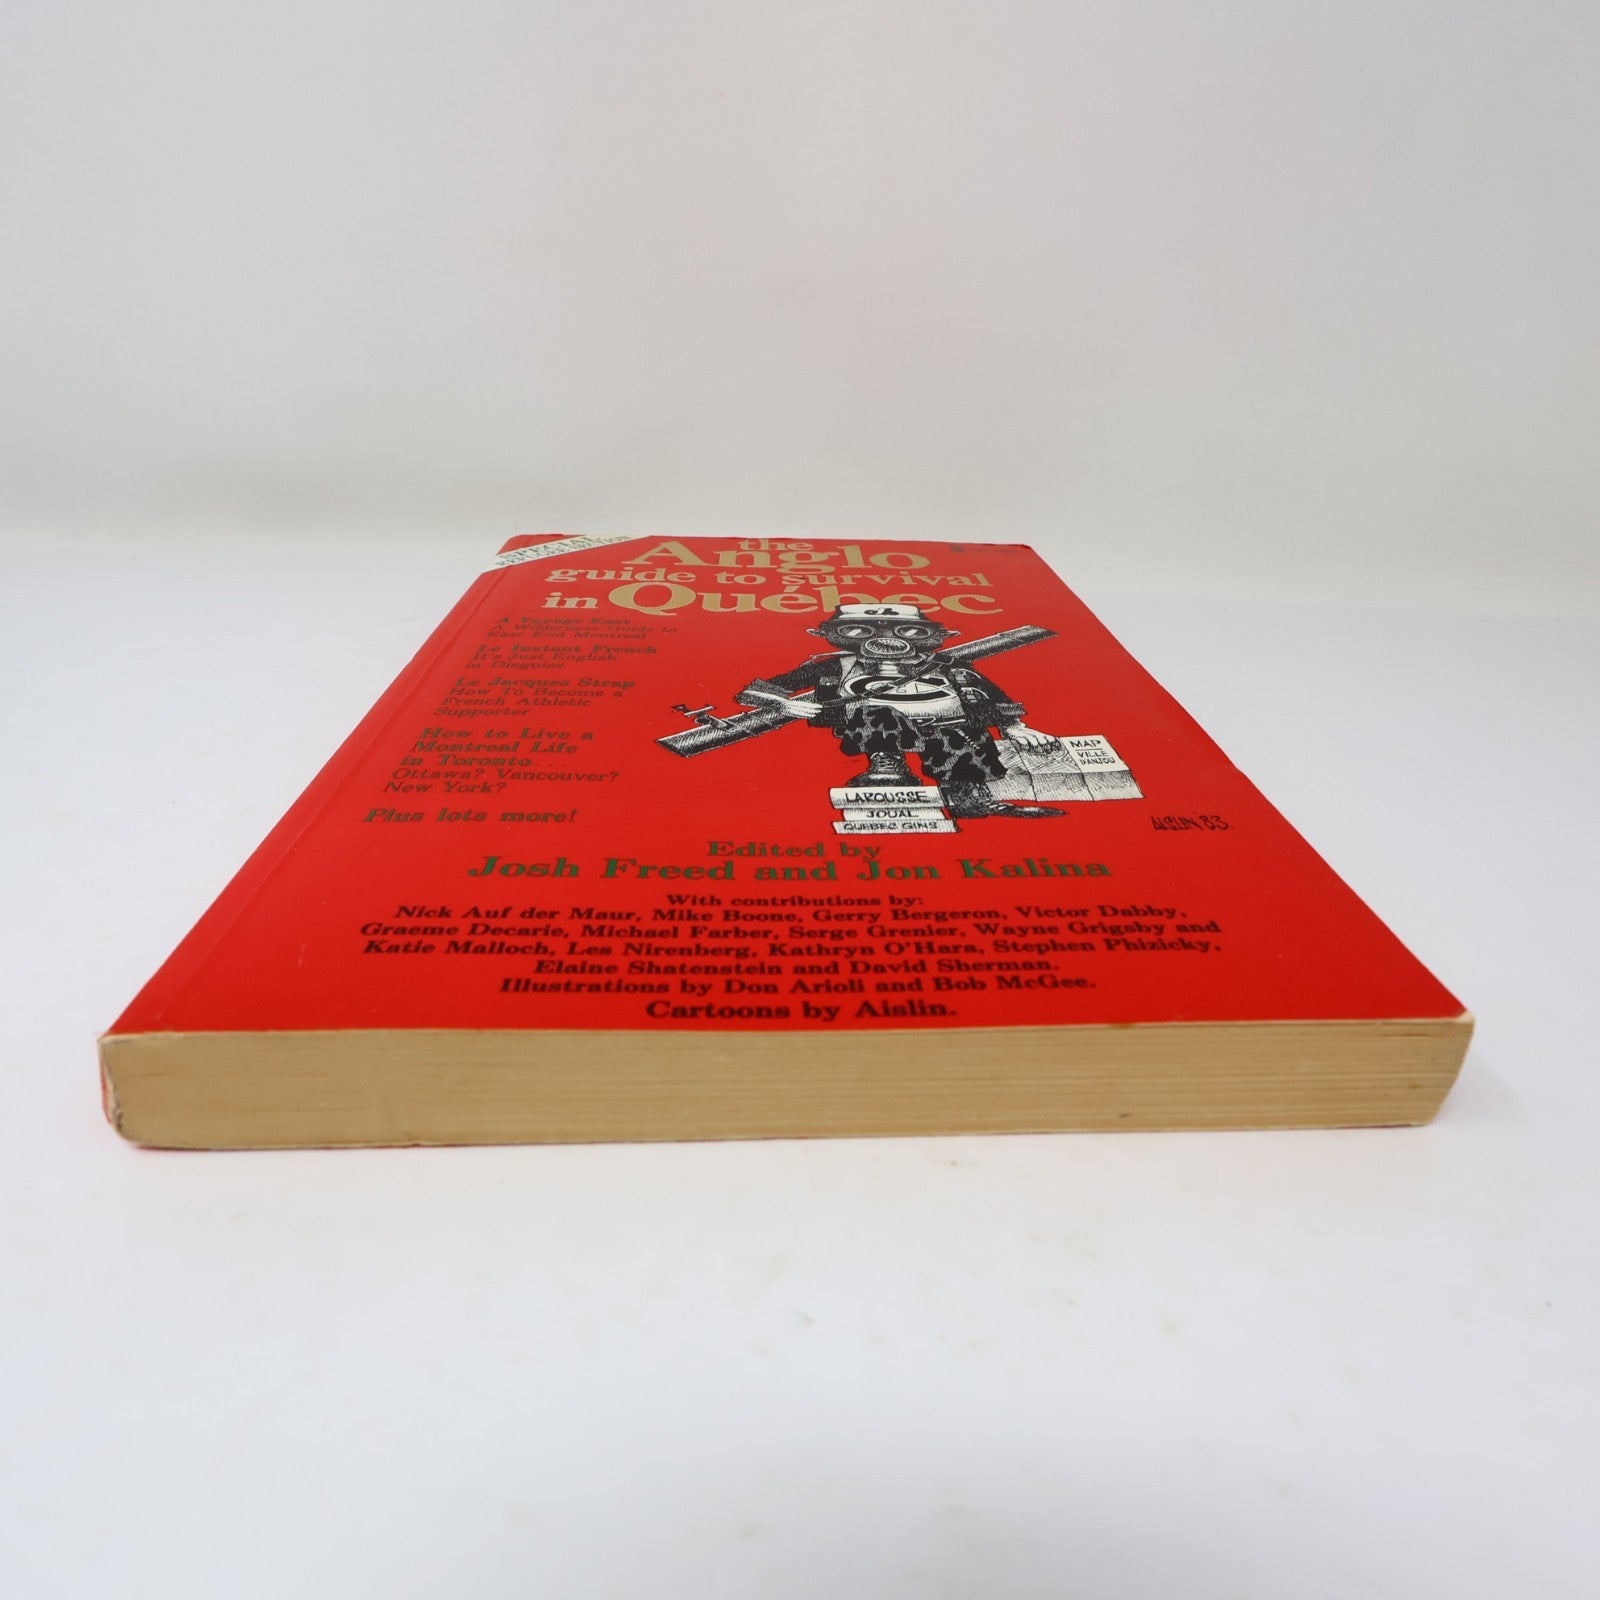 SPECIAL
the
Anglo
guide to survival
in Québec
A Voyage East
A Wilderness Guide to
East End Montreal
Le Instant French
It's Just English
in Disguise
Le Jacques Strap
How To Become a
French Athletic
Supporter
How to Live a
Montreal Life
in Toronto...
Ottawa? Vancouver?
New York?
Plus lots more!
MAP
VILLE
D'ANJOU
LAROUSSE
JOUAL
QUEBEC GINS
AISLIN '83.
Edited by
Josh Freed and Jon Kalina
With contributions by:
Nick Auf der Maur, Mike Boone, Gerry Bergeron, Victor Dabby,
Graeme Decarie, Michael Farber, Serge Grenier, Wayne Grigsby and
Katie Malloch, Les Nirenberg, Kathryn O'Hara, Stephen Phizicky,
Elaine Shatenstein and David Sherman.
Illustrations by Don Arioli and Bob McGee.
Cartoons by Aislin.